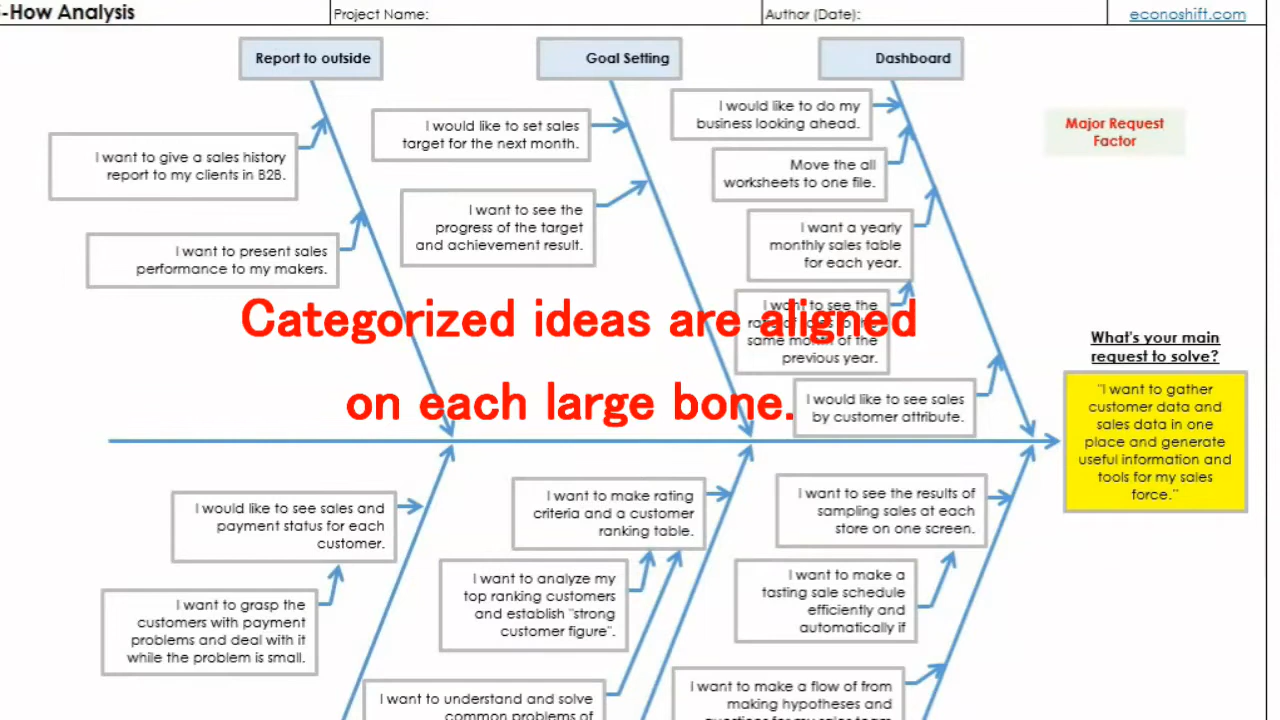 -How Analysis
Project Name:
Author (Date):
econoshift.com
Report to outside
Goal Setting
Dashboard
Major Request
Factor
I want to give a sales history
report to my clients in B2B.
I want to present sales
performance to my makers.
I would like to set sales
target for the next month.
I want to see the
progress of the target
and achievement result.
I would like to do my
business looking ahead.
Move the all
worksheets to one file.
I want a yearly
monthly sales table
for each year.
I want to see the
same month of the
previous year.
I would like to see sales
by customer attribute.
Categorized ideas are aligned
on each large bone.
What's your main
request to solve?
"I want to gather
customer data and
sales data in one
place and generate
useful information and
tools for my sales
force."
I would like to see sales and
payment status for each
customer.
I want to grasp the
customers with payment
problems and deal with it
while the problem is small.
I want to make rating
criteria and a customer
ranking table.
I want to analyze my
top ranking customers
and establish "strong
customer figure".
I want to understand and solve
common problems of
I want to see the results of
sampling sales at each
store on one screen.
I want to make a
tasting sale schedule
efficiently and
automatically if
I want to make a flow of from
making hypotheses and